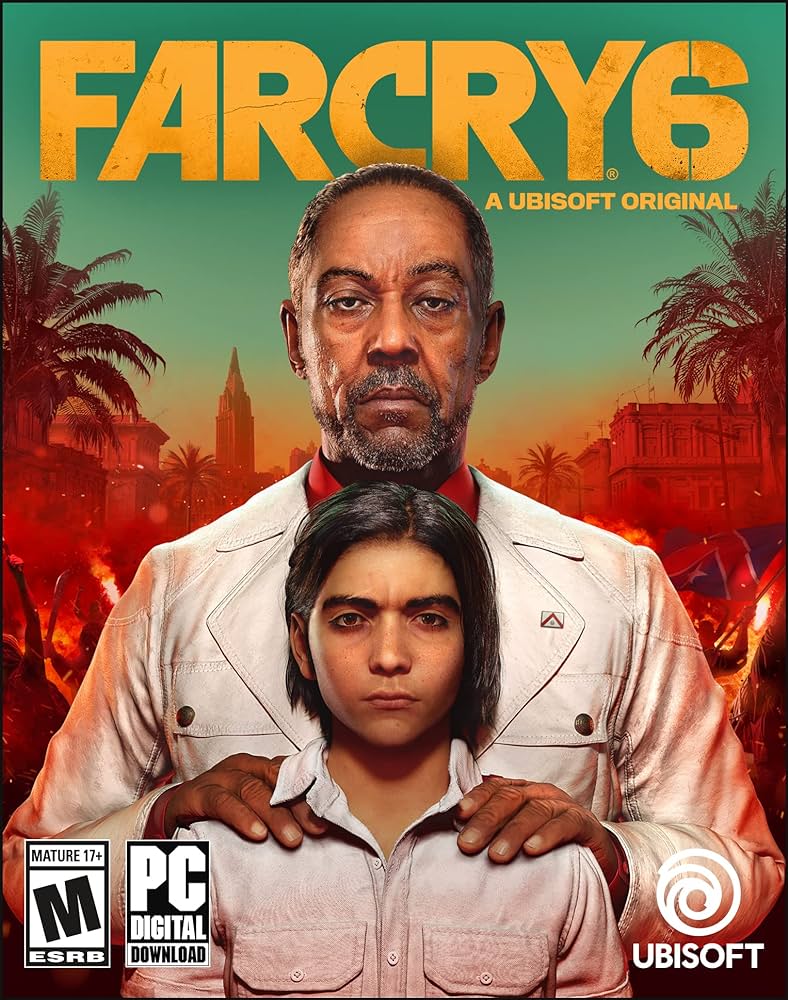 FARCRY6®
A UBISOFT ORIGINAL
MATURE 17+
M
ESRB
PC
DIGITAL
DOWNLOAD
UBISOFT